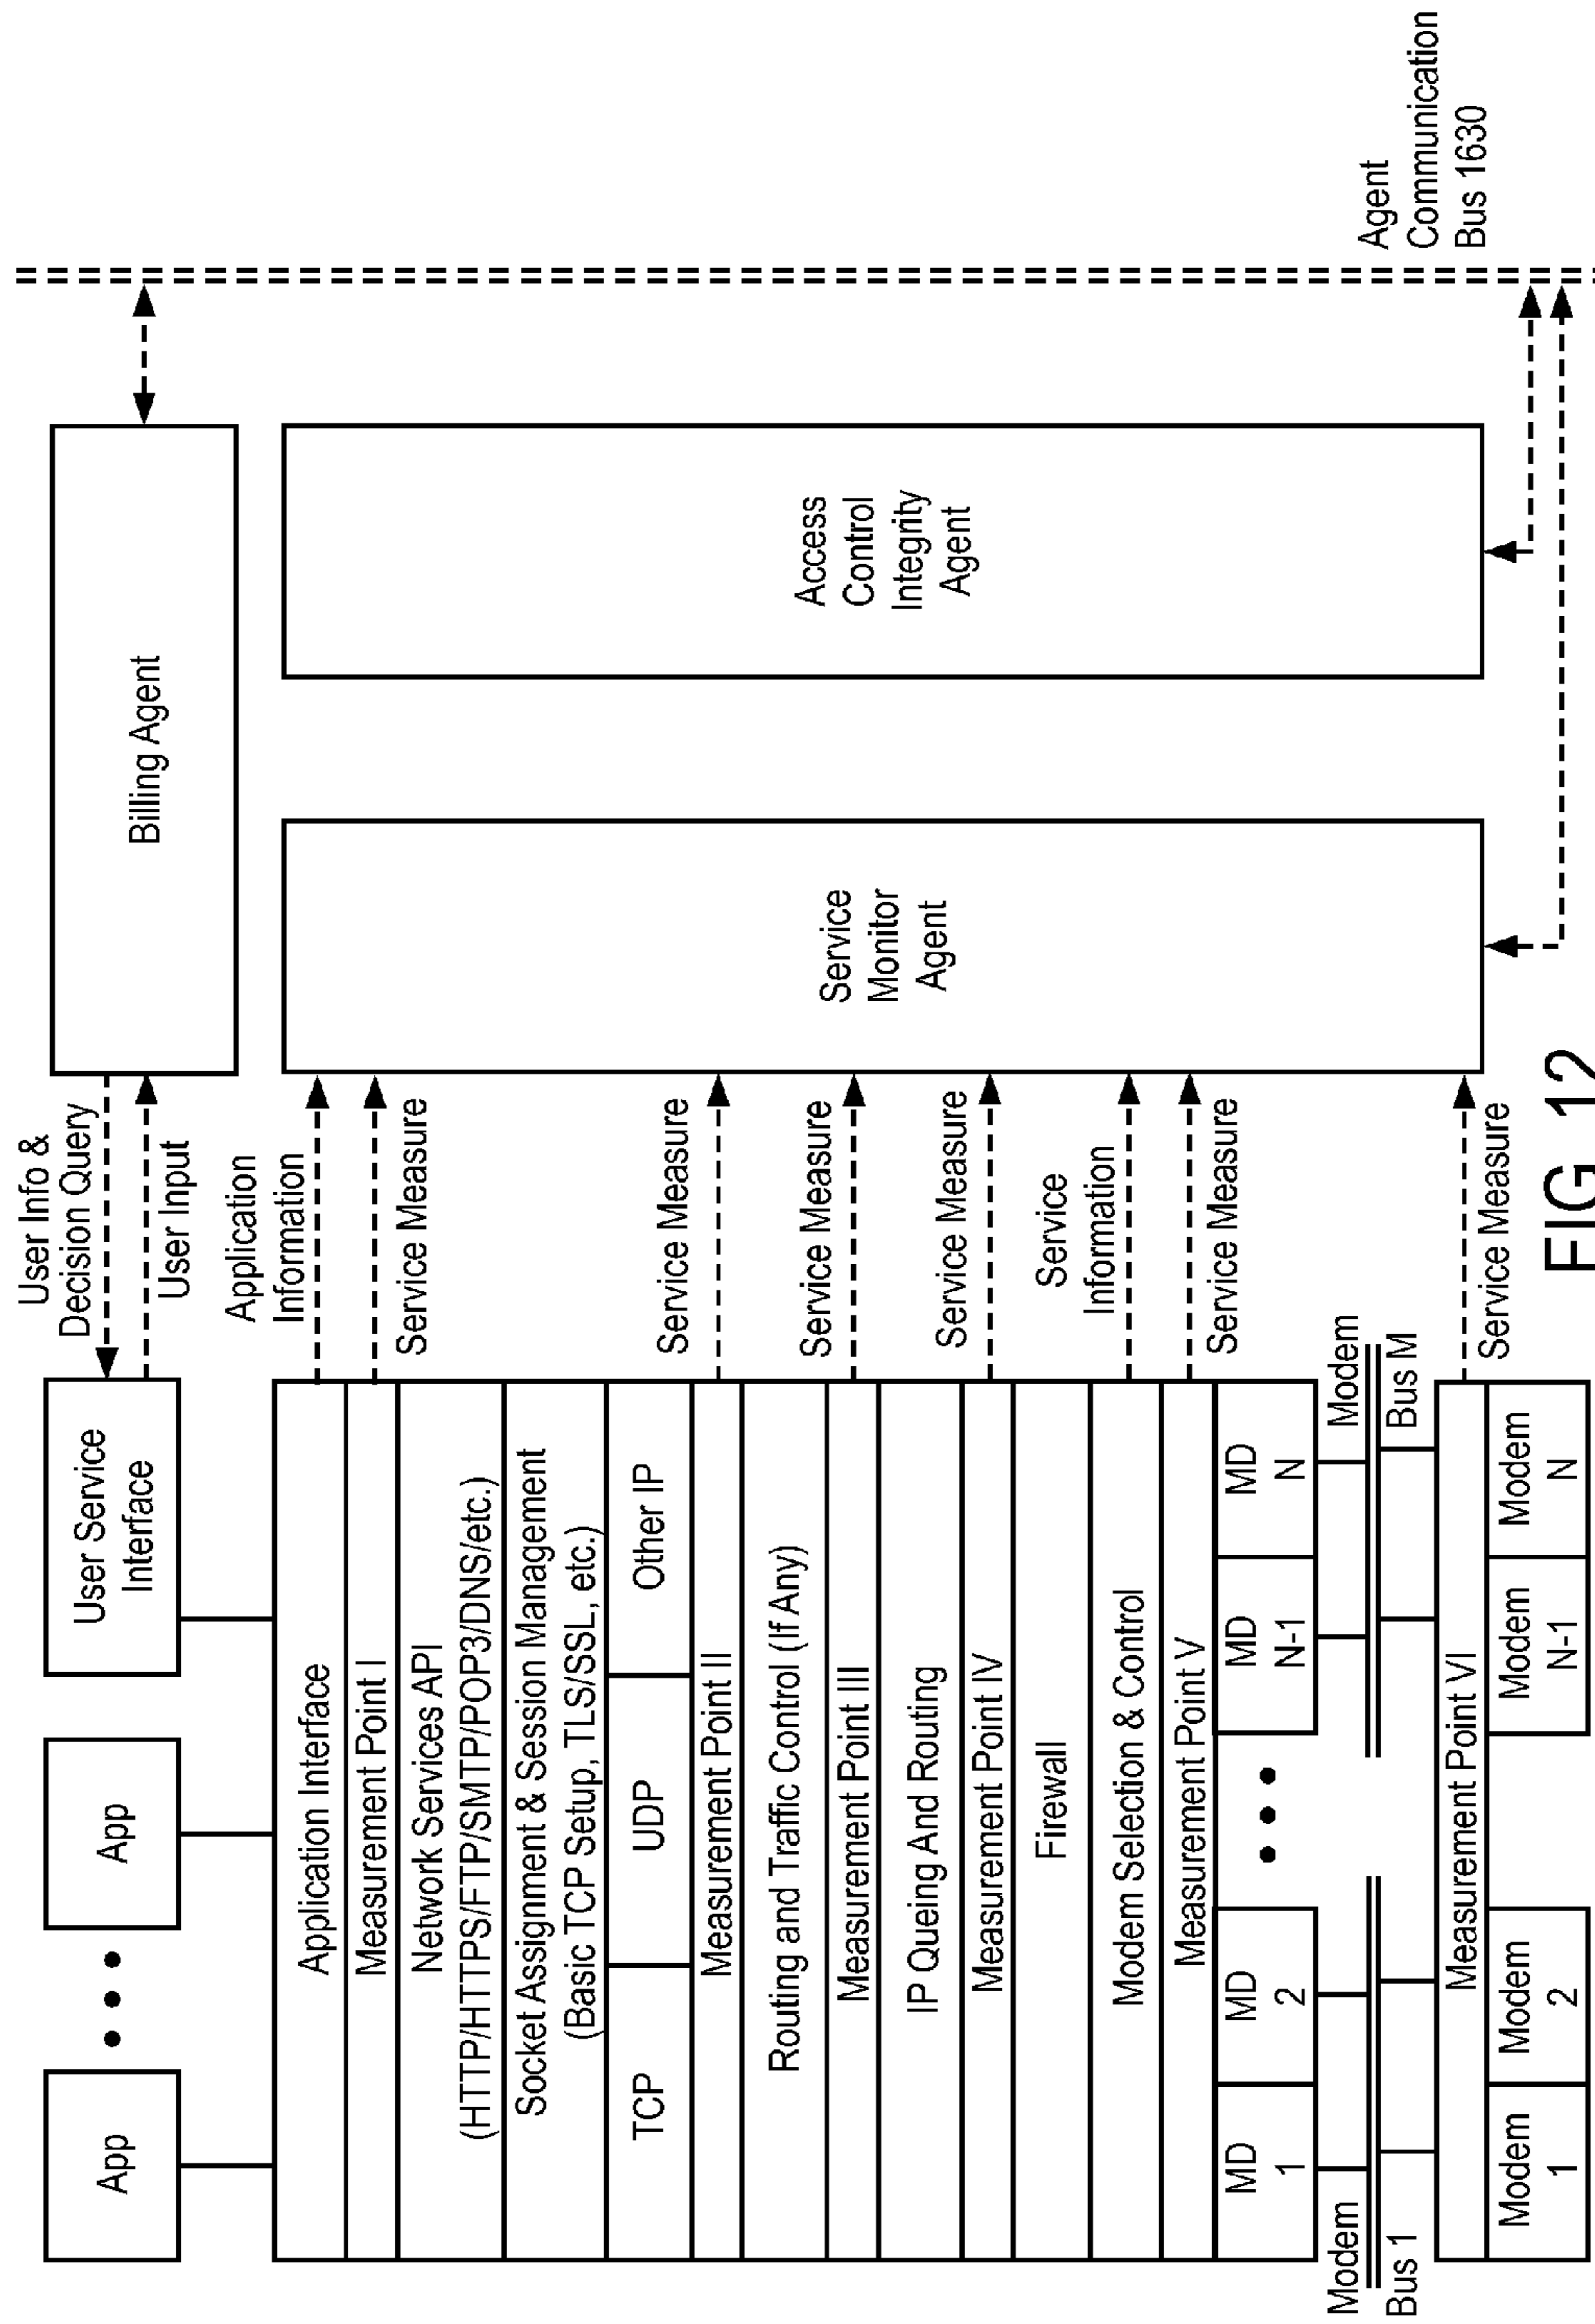 User Info &
Decision Query
User Input
App
App
User Service
Interface
Billing Agent
Application
Information
Application Interface
Measurement Point I
Service Measure
Network Services API
(HTTP/HTTPS/FTP/SMTP/POP3/DNS/etc.)
Socket Assignment & Session Management
(Basic TCP Setup, TLS/SSL, etc.)
TCP
UDP
Other IP
Service Measure
Measurement Point II
Routing and Traffic Control (If Any)
Service Measure
Measurement Point III
IP Queing And Routing
Service Measure
Measurement Point IV
Firewall
Service
Information
Modem Selection & Control
Measurement Point V
Service Measure
MD
1
MD
2
MD
N-1
MD
N
Modem
Bus 1
Modem
Bus M
Measurement Point VI
Service Measure
Modem
1
Modem
2
Modem
N-1
Modem
N
Service
Monitor
Agent
Access
Control
Integrity
Agent
Agent
Communication
Bus 1630
FIG. 12